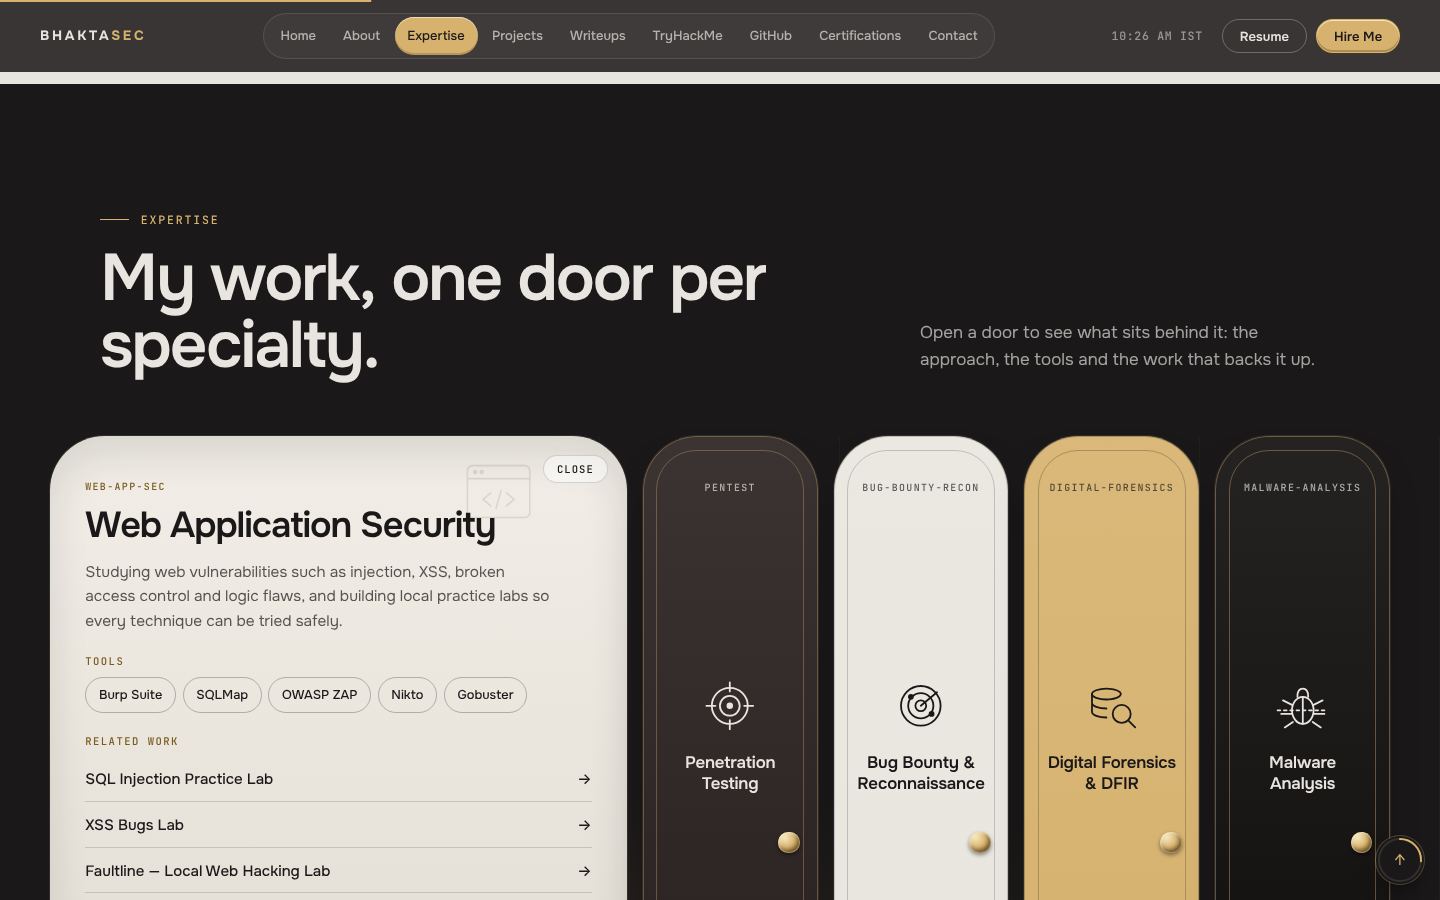 BHAKTASEC
Home About Expertise Projects Writeups TryHackMe GitHub Certifications Contact
10:26 AM IST
Resume
Hire Me
EXPERTISE
My work, one door per
specialty.
Open a door to see what sits behind it: the
approach, the tools and the work that backs it up.
CLOSE
WEB-APP-SEC
Web Application Security
Studying web vulnerabilities such as injection, XSS, broken
access control and logic flaws, and building local practice labs so
every technique can be tried safely.
TOOLS
Burp Suite SQLMap OWASP ZAP Nikto Gobuster
RELATED WORK
SQL Injection Practice Lab →
XSS Bugs Lab →
Faultline — Local Web Hacking Lab →
PENTEST
Penetration
Testing
BUG-BOUNTY-RECON
Bug Bounty &
Reconnaissance
DIGITAL-FORENSICS
Digital Forensics
& DFIR
MALWARE-ANALYSIS
Malware
Analysis